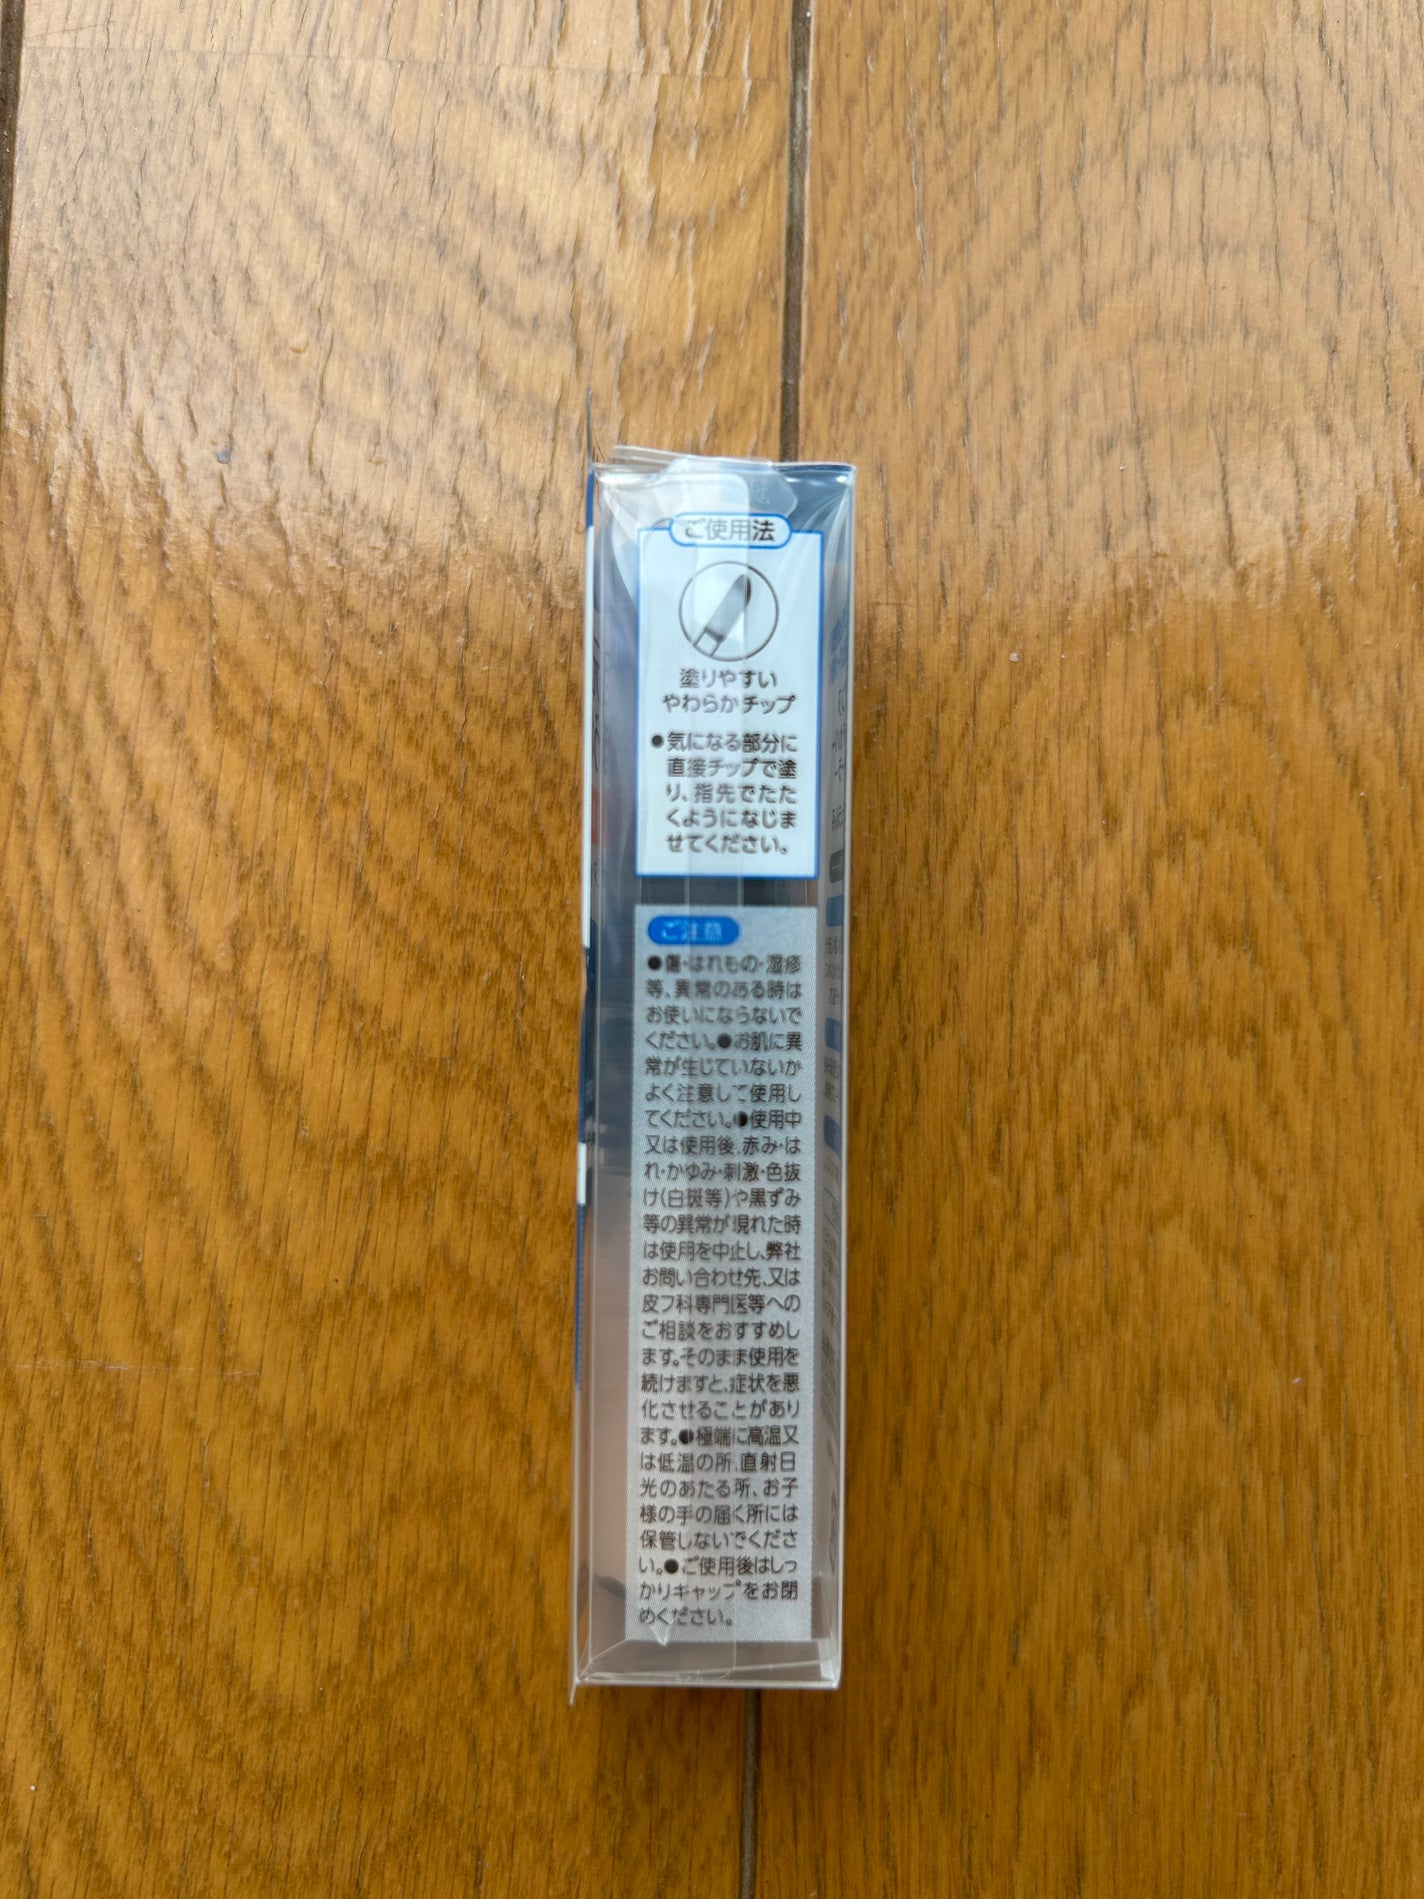 ご使用法
塗りやすい
やわらかチップ
●気になる部分に
直接チップで塗
り、指先でたた
くようになじま
せてください。
ご注意
●傷・はれもの・湿疹
等、異常のある時は
お使いにならないで
ください。●お肌に異
常が生じていないか
よく注意して使用し
てください。●使用中
又は使用後、赤み・は
れ・かゆみ・刺激・色抜
け(白斑等)や黒ずみ
等の異常が現れた時
は使用を中止し、弊社
お問い合わせ先、又は
皮フ科専門医等への
ご相談をおすすめし
ます。そのまま使用を
続けますと、症状を悪
化させることがあり
ます。●極端に高温又
は低温の所、直射日
光のあたる所、お子
様の手の届く所には
保管しないでくださ
い。●ご使用後はしっ
かりキャップをお閉
めください。